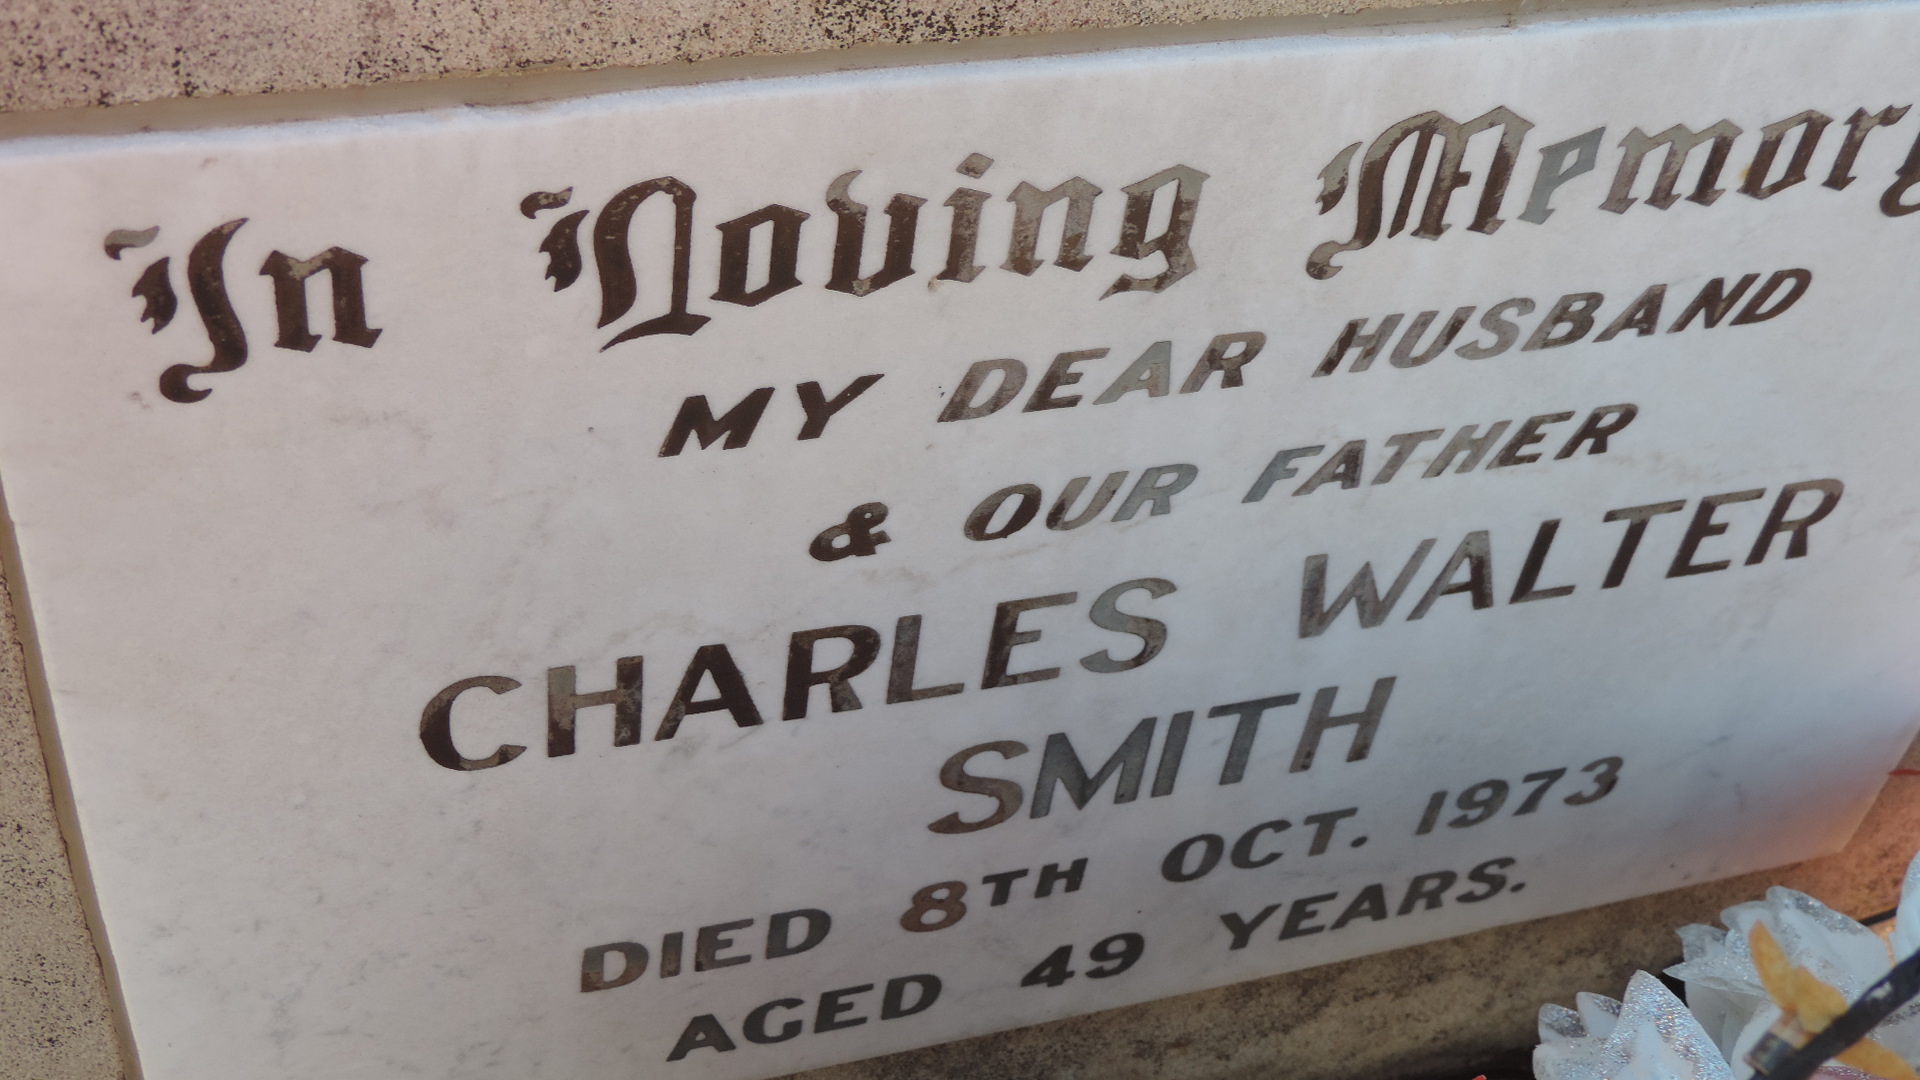 In Loving Memory
MY DEAR HUSBAND
& OUR FATHER
CHARLES WALTER
SMITH
DIED 8TH OCT. 1973
AGED 49 YEARS.